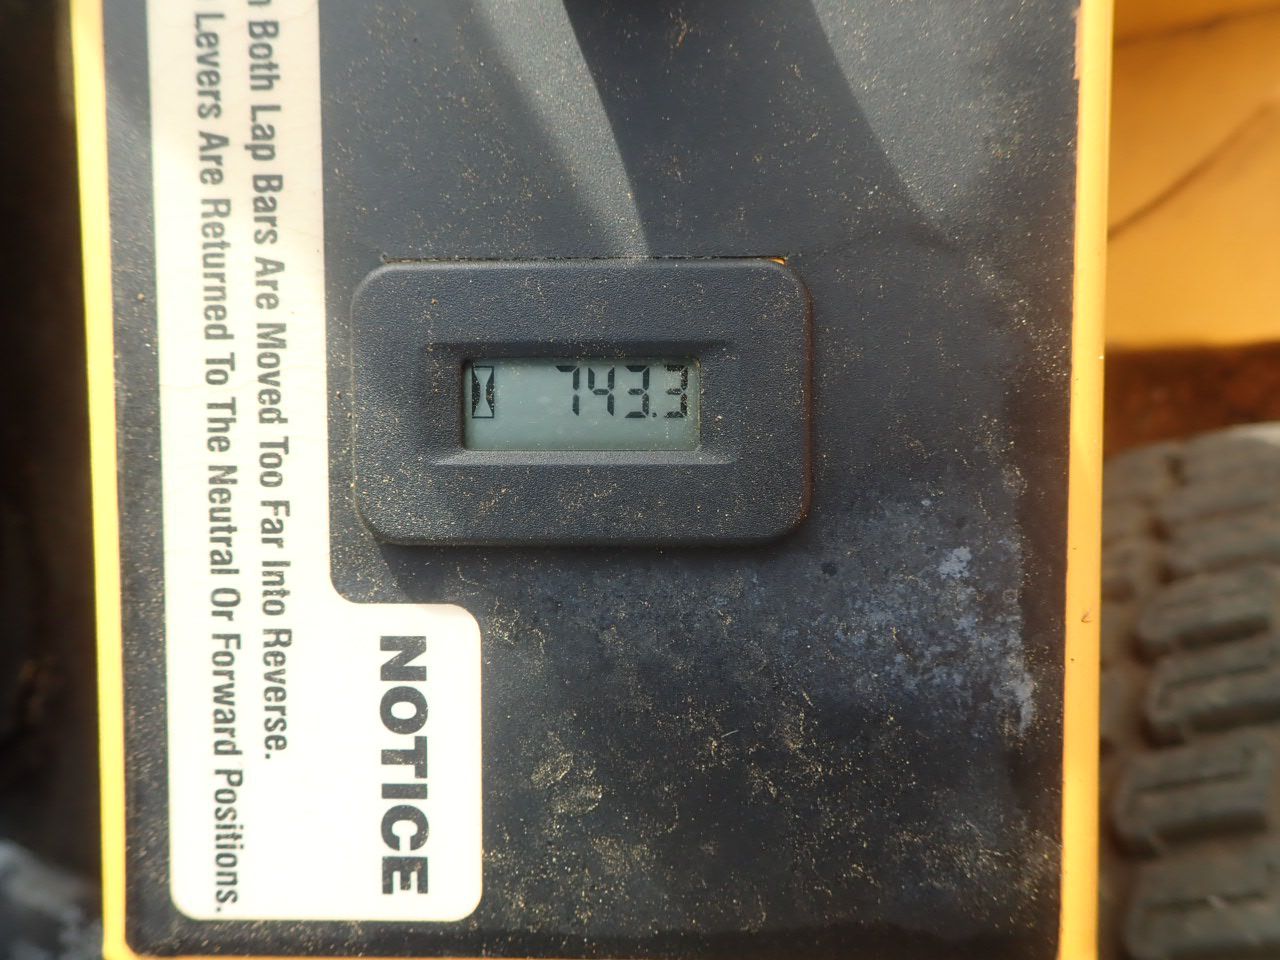 743.3
NOTICE
Both Lap Bars Are Moved Too Far Into Reverse.
Levers Are Returned To The Neutral Or Forward Positions.